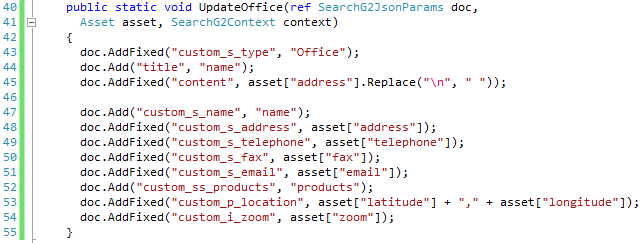 40 public static void UpdateOffice(ref SearchG2JsonParams doc,
41 Asset asset, SearchG2Context context)
42 {
43 doc.AddFixed("custom_s_type", "Office");
44 doc.Add("title", "name");
45 doc.AddFixed("content", asset["address"].Replace("\n", " "));
46
47 doc.Add("custom_s_name", "name");
48 doc.AddFixed("custom_s_address", asset["address"]);
49 doc.AddFixed("custom_s_telephone", asset["telephone"]);
50 doc.AddFixed("custom_s_fax", asset["fax"]);
51 doc.AddFixed("custom_s_email", asset["email"]);
52 doc.Add("custom_ss_products", "products");
53 doc.AddFixed("custom_p_location", asset["latitude"] + "," + asset["longitude"]);
54 doc.AddFixed("custom_i_zoom", asset["zoom"]);
55 }